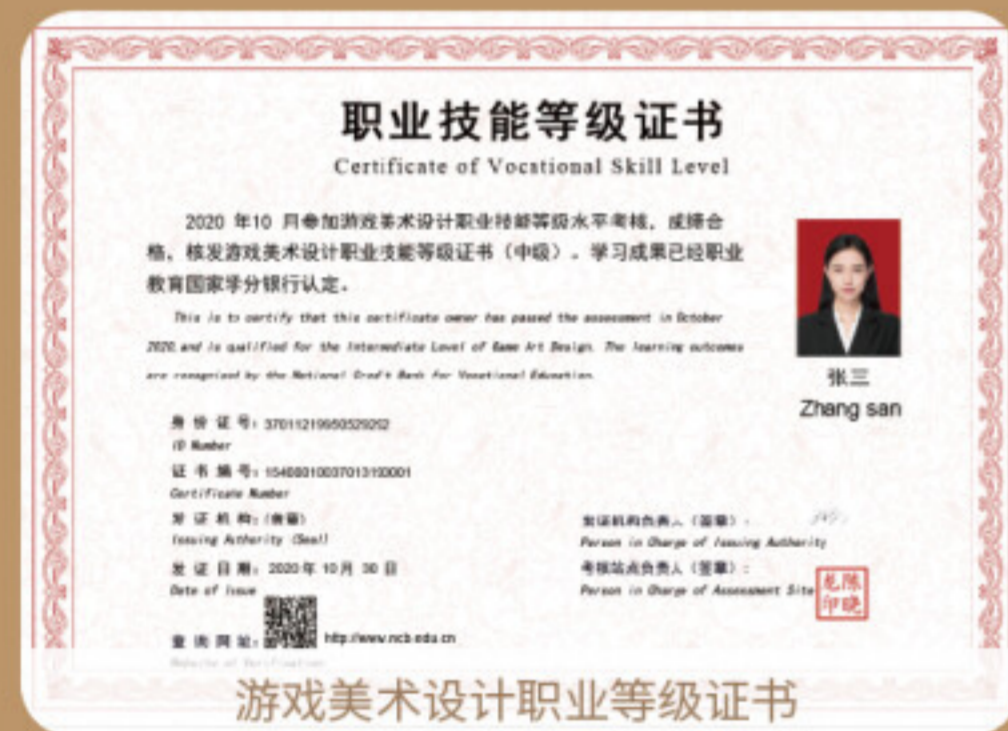 职业技能等级证书
Certificate of Vocational Skill Level
2020 年10 月参加游戏美术设计职业技能等级水平考核，成绩合
格，核发游戏美术设计职业技能等级证书（中级）。学习成果已经职业
教育国家学分银行认定。
This is to certify that this certificate owner has passed the assessment in October
2020, and is qualified for the Intermediate Level of Game Art Design. The learning outcomes
are recognized by the National Credit Bank for Vocational Education.
张三
Zhang san
身 份 证 号：
ID Number
证 书 编 号：
Certificate Number
发 证 机 构：
Issuing Authority (Seal)
发 证 日 期：2020 年 10 月 30 日
Date of Issue
查 询 网 址：http://www.ncb.edu.cn
Website of Verification
发证机构负责人（签章）：
Person in Charge of Issuing Authority
考核站点负责人（签章）：
Person in Charge of Assessment Site
游戏美术设计职业等级证书